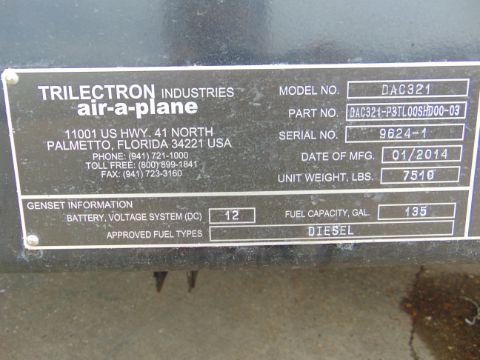 TRILECTRON INDUSTRIES
air-a-plane
11001 US HWY. 41 NORTH
PALMETTO, FLORIDA 34221 USA
PHONE: (941) 721-1000
TOLL FREE: (800) 899-1841
FAX: (941) 723-3160
MODEL NO. DAC321
PART NO. DAC321-P3TL00SHD00-03
SERIAL NO. 9624-1
DATE OF MFG. 01/2014
UNIT WEIGHT, LBS. 7510
GENSET INFORMATION
BATTERY, VOLTAGE SYSTEM (DC) 12 FUEL CAPACITY, GAL. 135
APPROVED FUEL TYPES DIESEL